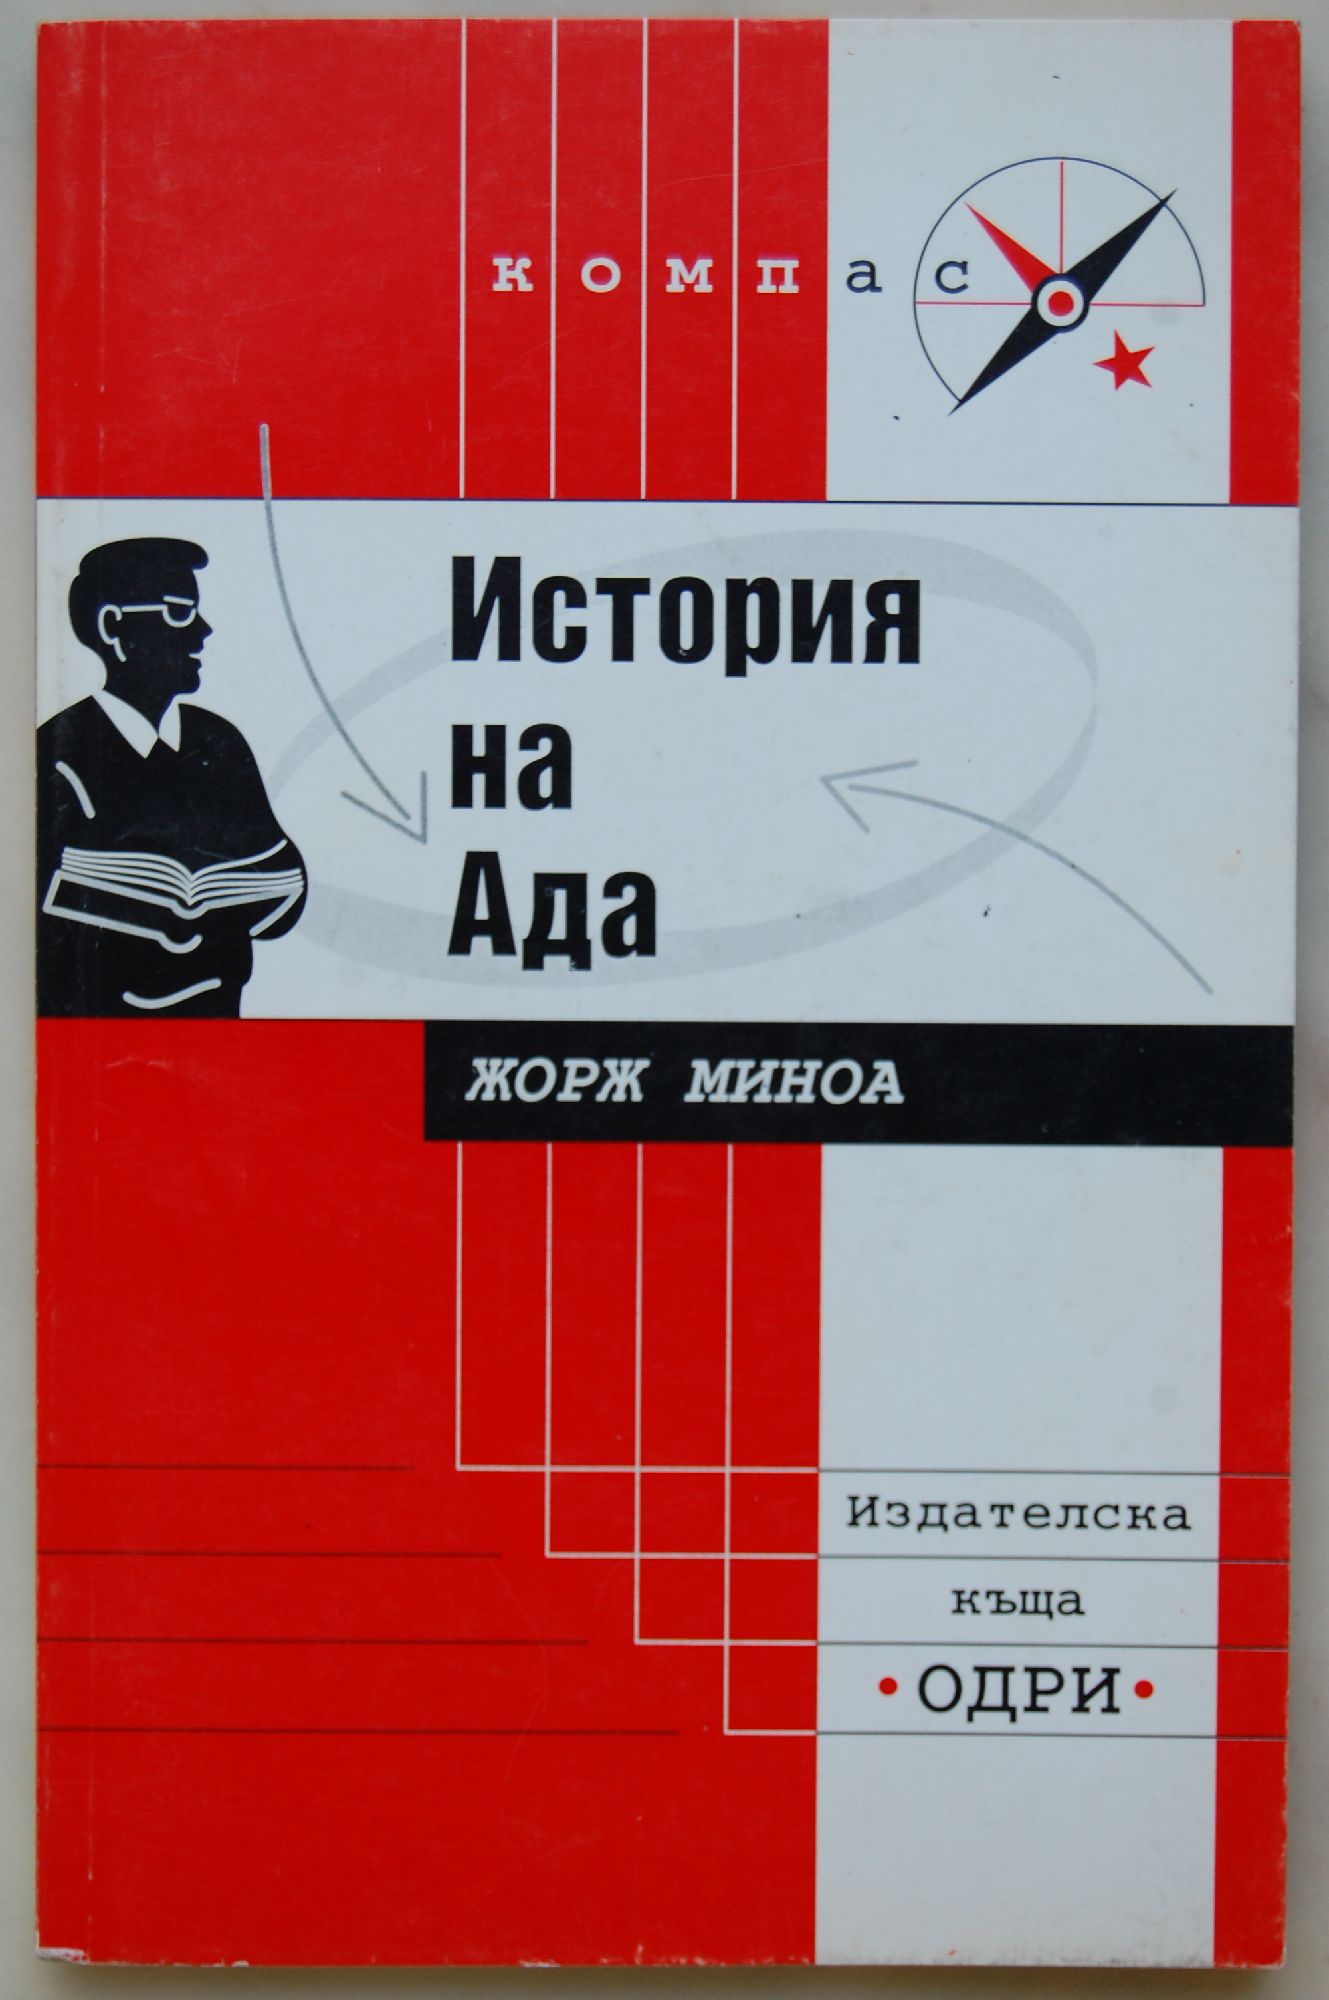 компас
История
на
Ада
ЖОРЖ МИНОА
Издателска
къща
•ОДРИ•